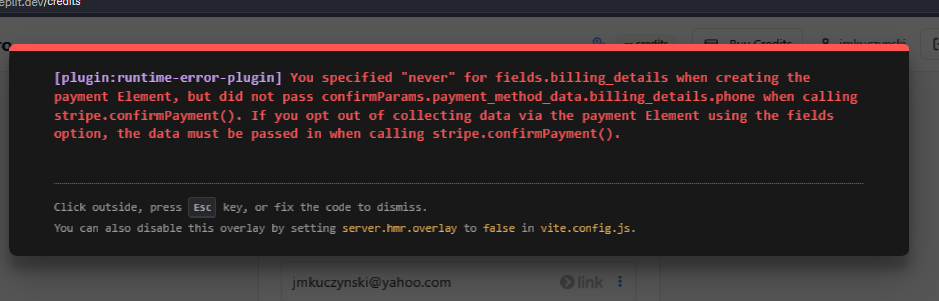 eplit.dev/credits
credits Buy Credits jmkuczynski
[plugin:runtime-error-plugin] You specified "never" for fields.billing_details when creating the
payment Element, but did not pass confirmParams.payment_method_data.billing_details.phone when calling
stripe.confirmPayment(). If you opt out of collecting data via the payment Element using the fields
option, the data must be passed in when calling stripe.confirmPayment().
Click outside, press Esc key, or fix the code to dismiss.
You can also disable this overlay by setting server.hmr.overlay to false in vite.config.js.
jmkuczynski@yahoo.com link